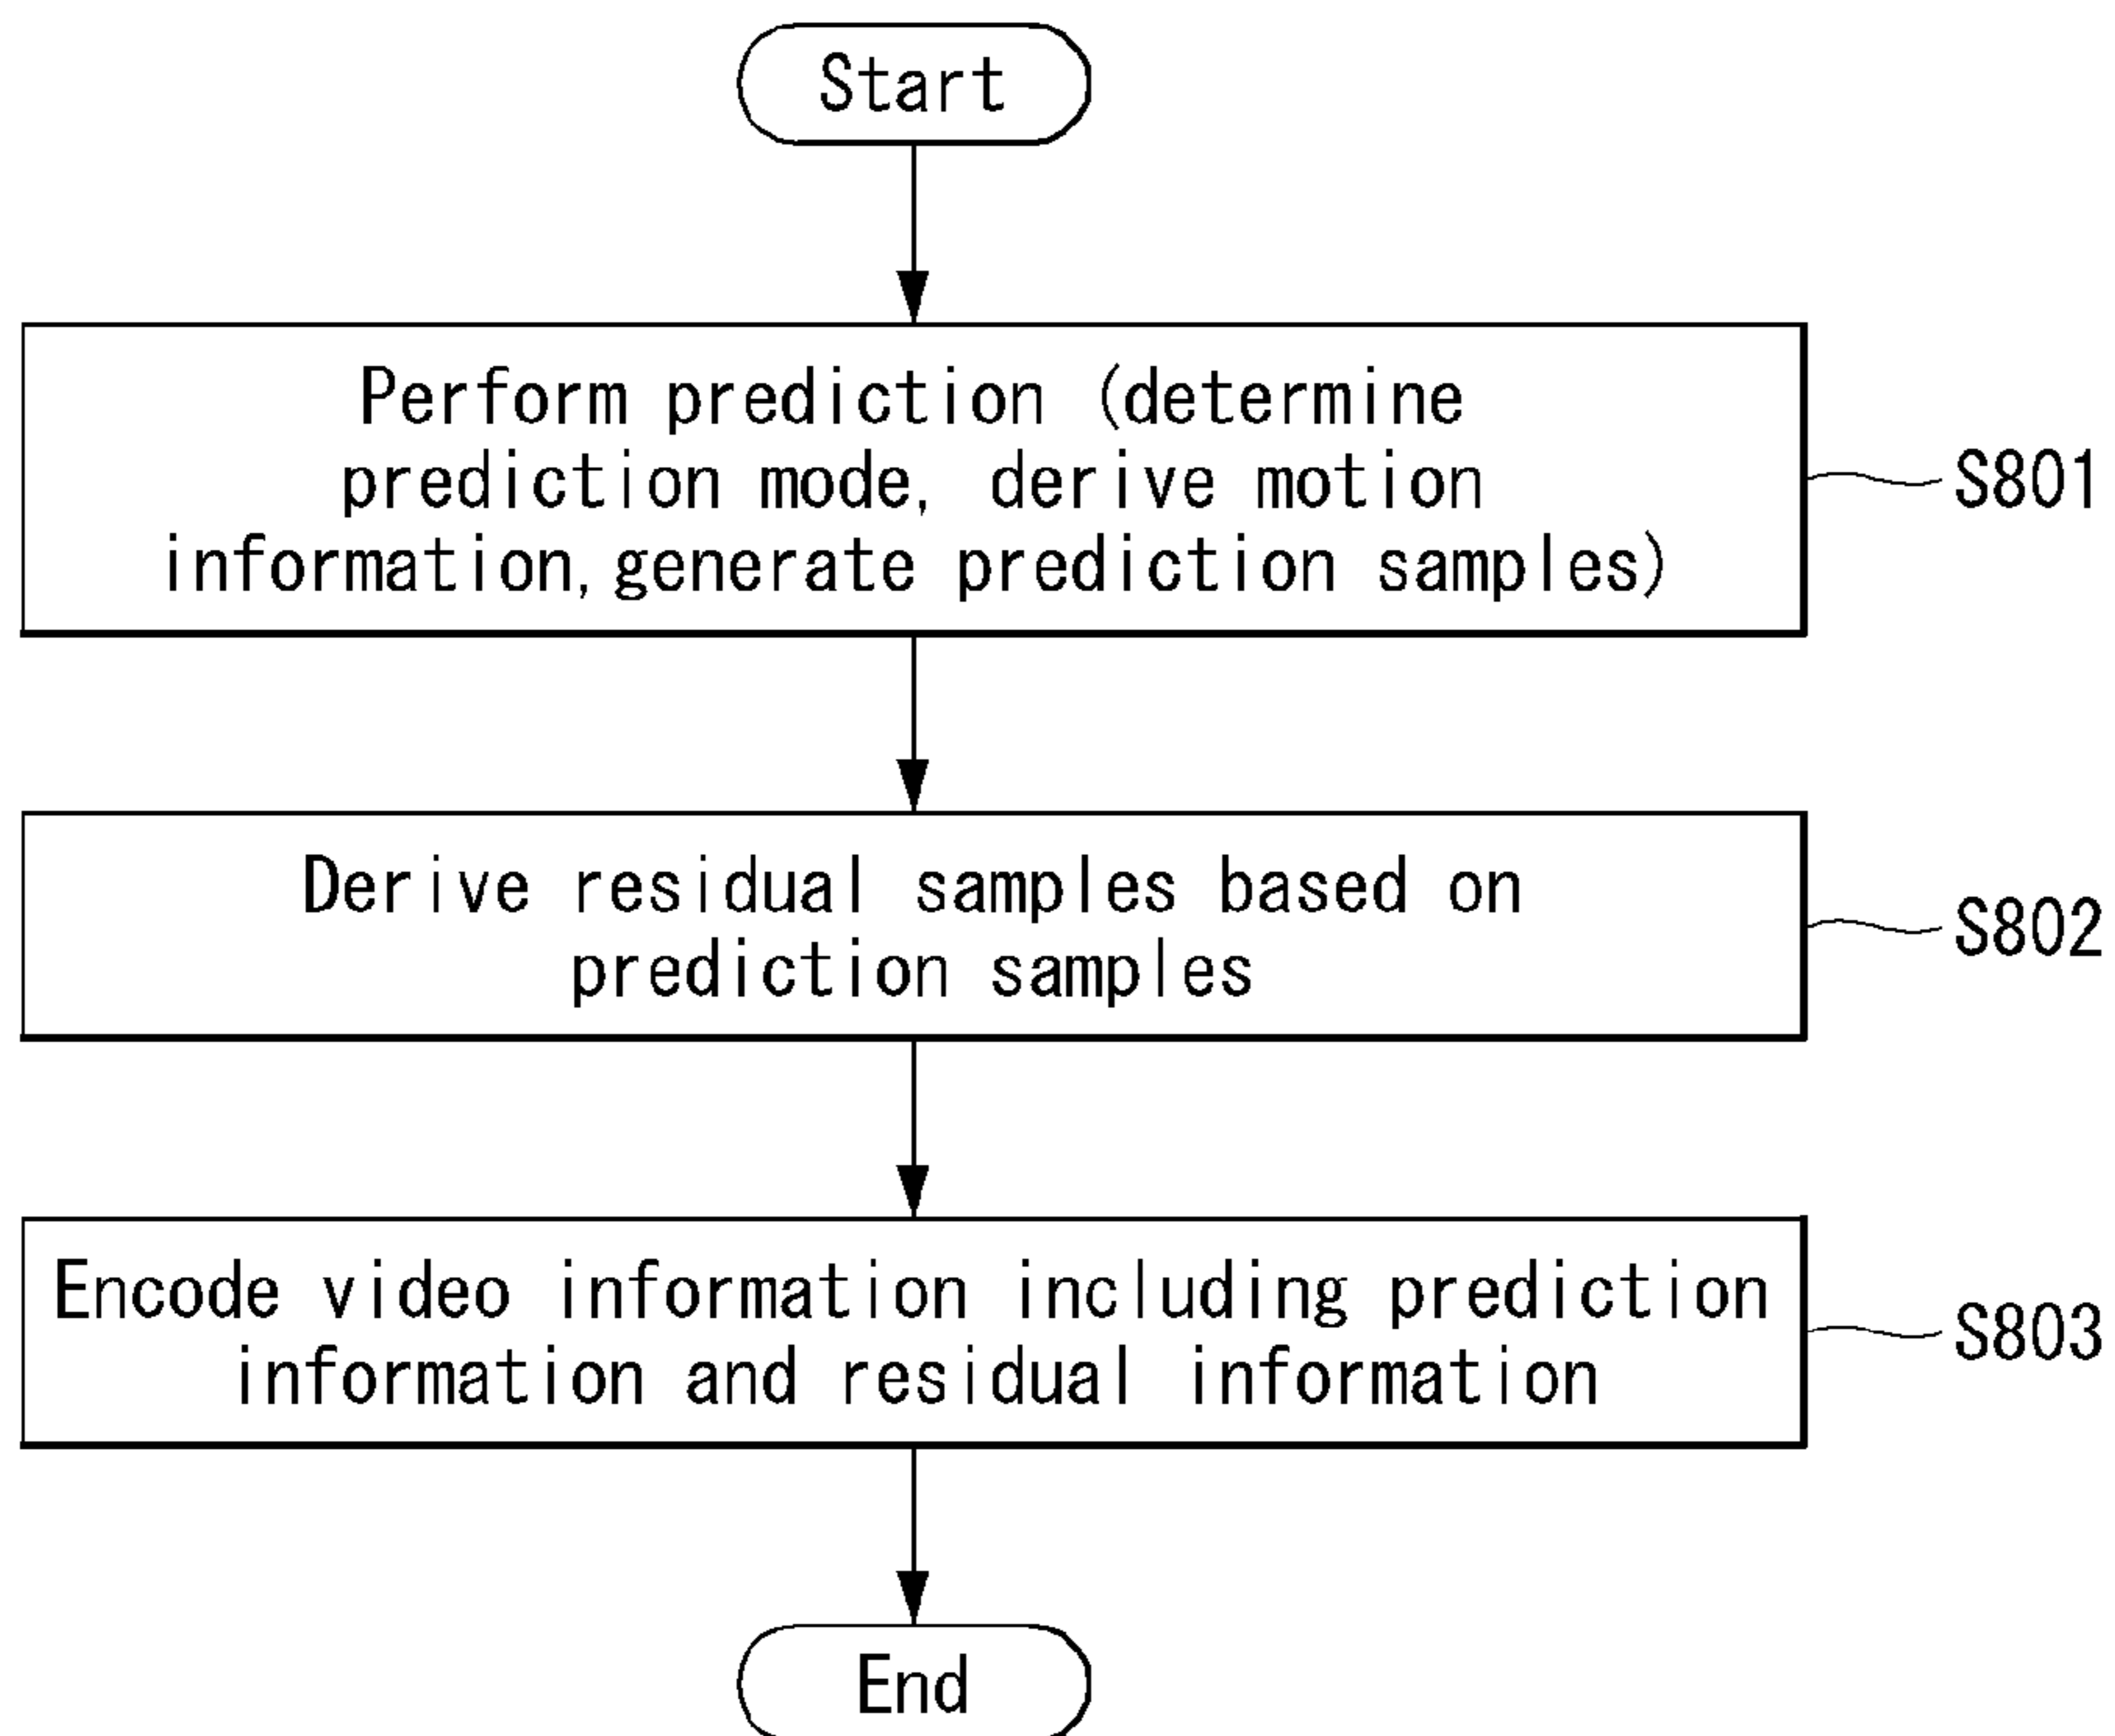 Start
Perform prediction (determine
prediction mode, derive motion
information, generate prediction samples)
S801
Derive residual samples based on
prediction samples
S802
Encode video information including prediction
information and residual information
S803
End